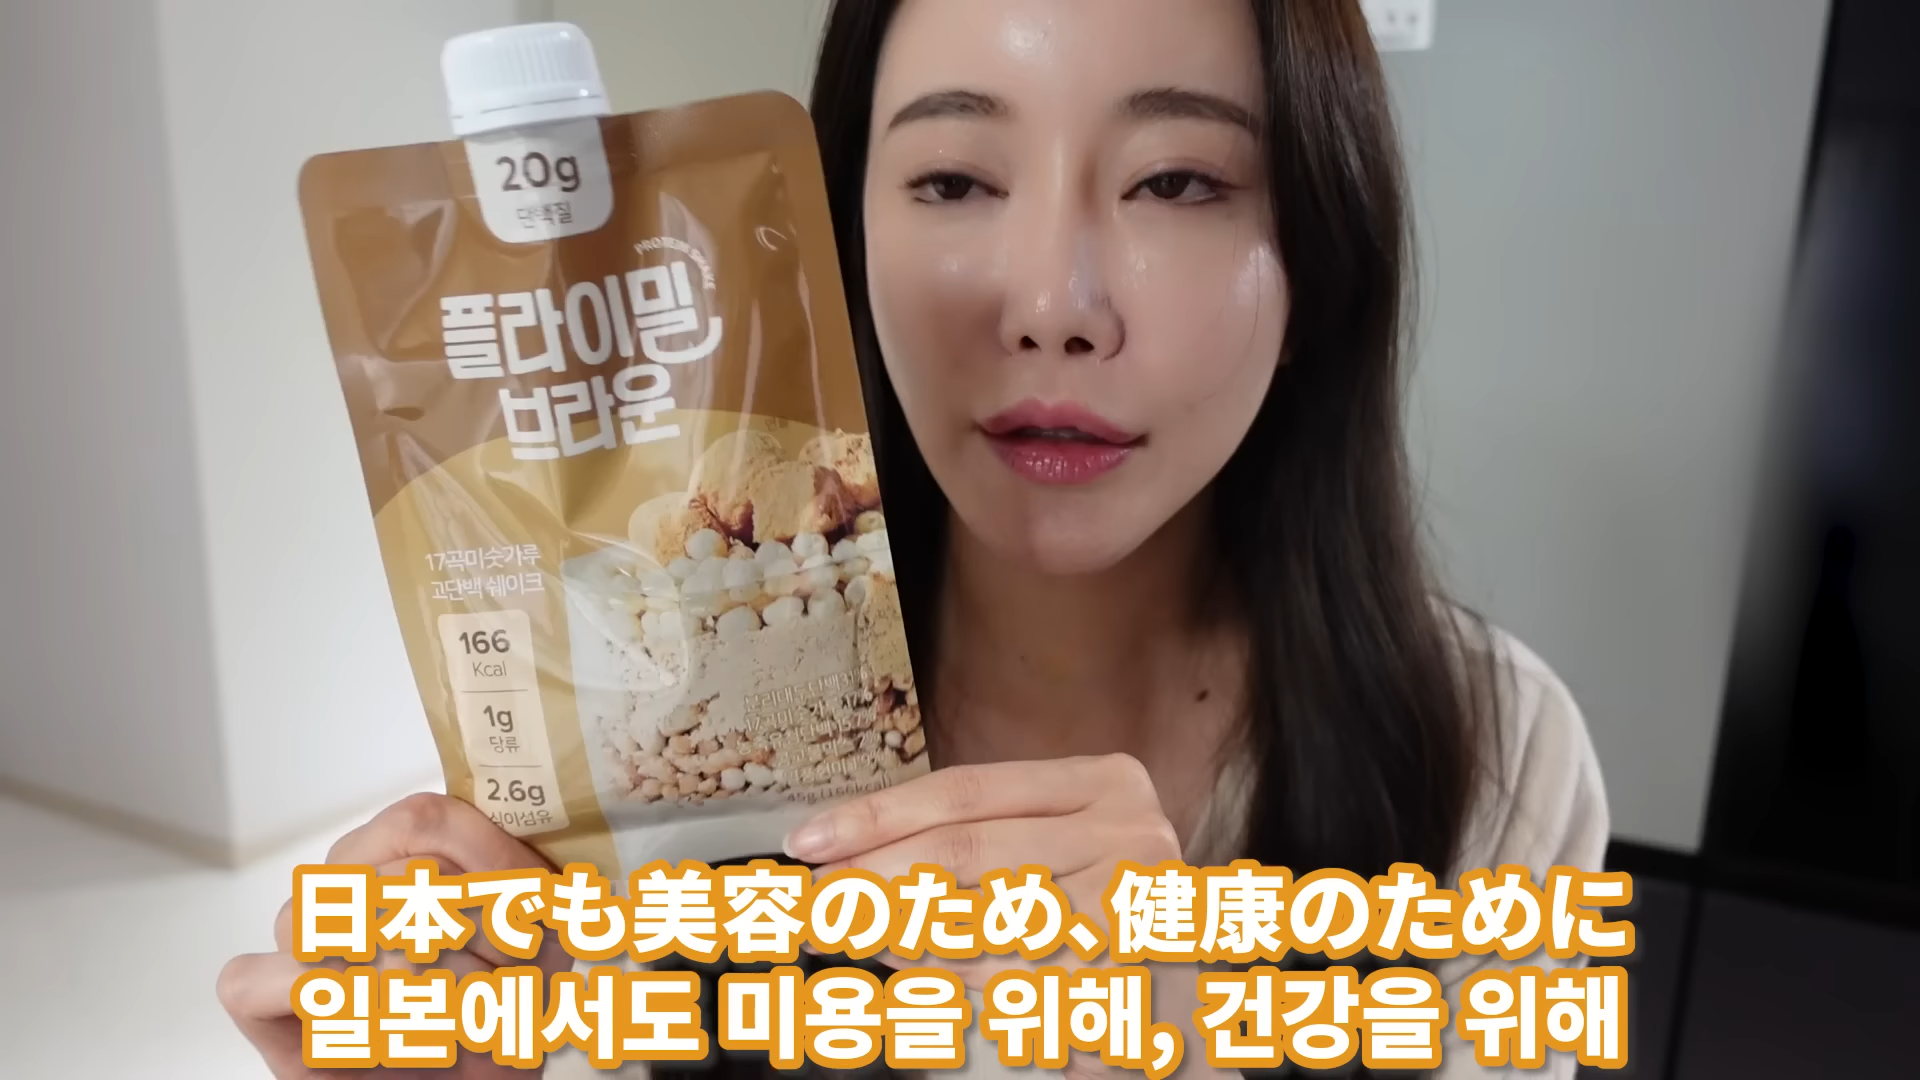 20g
단백질
PROTEIN SHAKE
플라이밀
브라운
17곡미숫가루
고단백 쉐이크
166
Kcal
1g
당류
2.6g
식이섬유
45g (166kcal)
日本でも美容のため、健康のために
일본에서도 미용을 위해, 건강을 위해